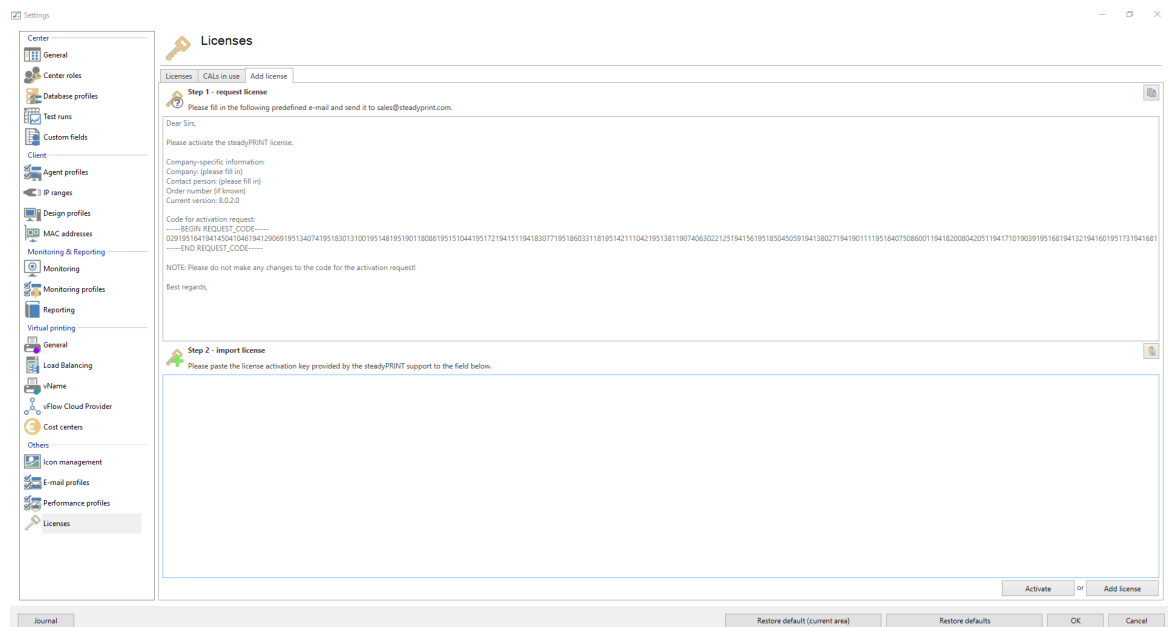 Settings
Center
General
Center roles
Database profiles
Test runs
Custom fields
Client
Agent profiles
IP ranges
Design profiles
MAC addresses
Monitoring & Reporting
Monitoring
Monitoring profiles
Reporting
Virtual printing
General
Load Balancing
vName
vFlow Cloud Provider
Cost centers
Others
Icon management
E-mail profiles
Performance profiles
Licenses
Licenses
Licenses CALs in use Add license
Step 1 - request license
Please fill in the following predefined e-mail and send it to sales@steadyprint.com.
Dear Sirs,
Please activate the steadyPRINT license.
Company-specific information:
Company: (please fill in)
Contact person: (please fill in)
Order number (if known)
Current version: 8.0.2.0
Code for activation request:
-----BEGIN REQUEST_CODE-----
-----END REQUEST_CODE-----
NOTE: Please do not make any changes to the code for the activation request!
Best regards,
Step 2 - import license
Please paste the license activation key provided by the steadyPRINT support to the field below.
Activate or Add license
Journal Restore default (current area) Restore defaults OK Cancel